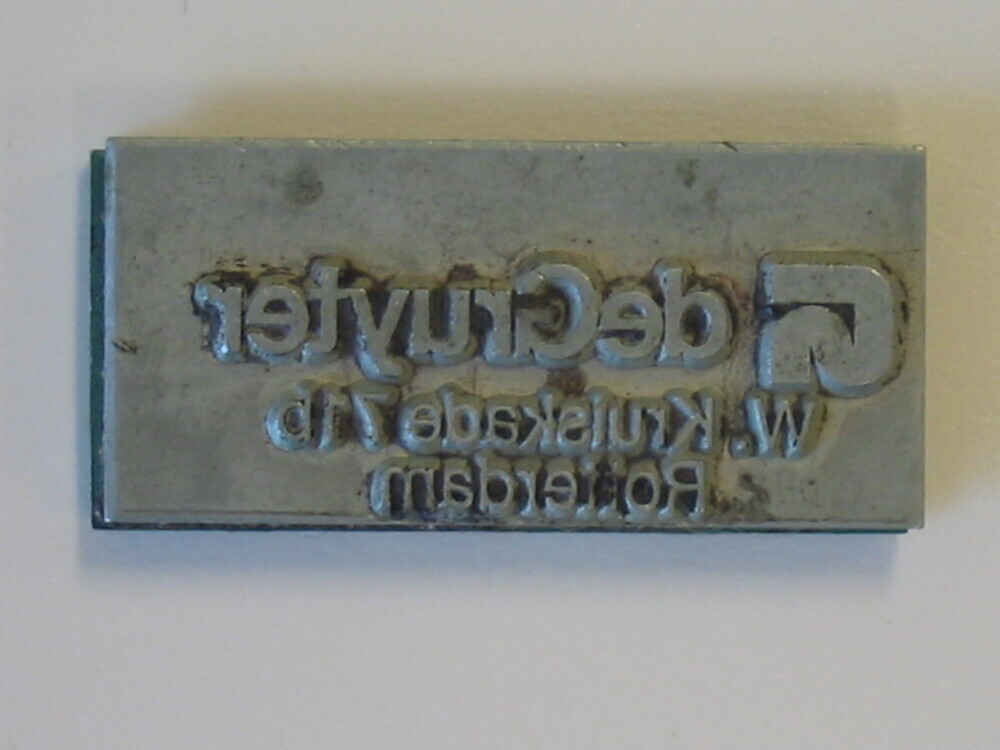 deGruyter
W. Kruiskade 71b
Rotterdam